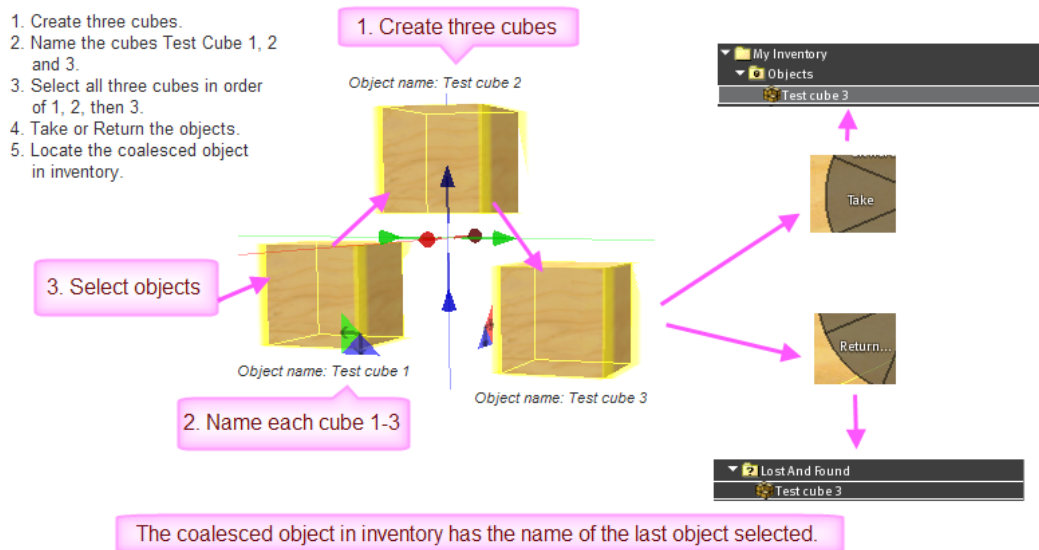 1. Create three cubes.
2. Name the cubes Test Cube 1, 2
and 3.
3. Select all three cubes in order
of 1, 2, then 3.
4. Take or Return the objects.
5. Locate the coalesced object
in inventory.
1. Create three cubes
Object name: Test cube 2
3. Select objects
Object name: Test cube 1
2. Name each cube 1-3
Object name: Test cube 3
My Inventory
Objects
Test cube 3
Take
Return...
Lost And Found
Test cube 3
The coalesced object in inventory has the name of the last object selected.